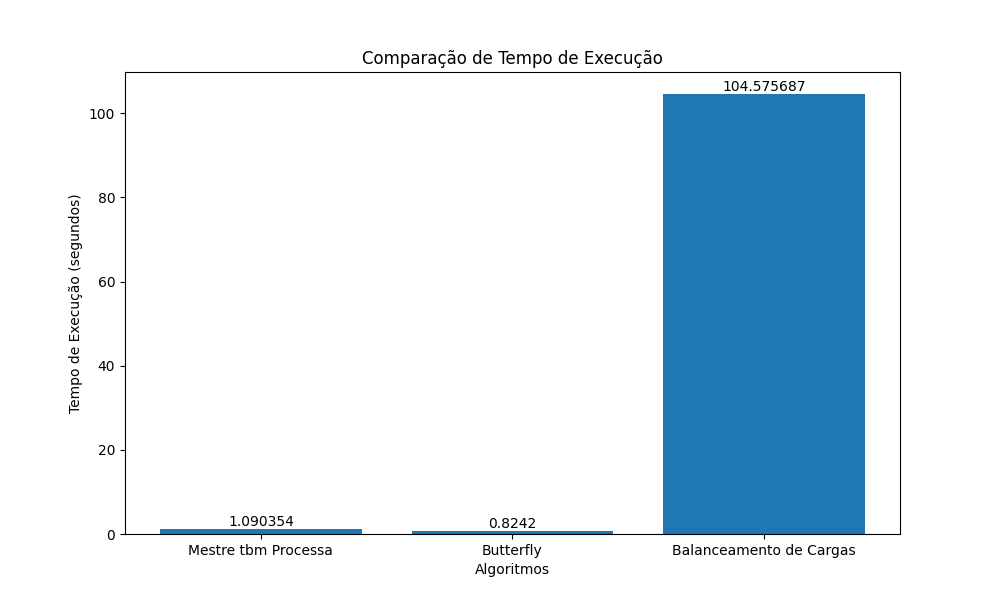 Comparação de Tempo de Execução
Tempo de Execução (segundos)
100
80
60
40
20
0
1.090354
0.8242
104.575687
Mestre tbm Processa
Butterfly
Balanceamento de Cargas
Algoritmos